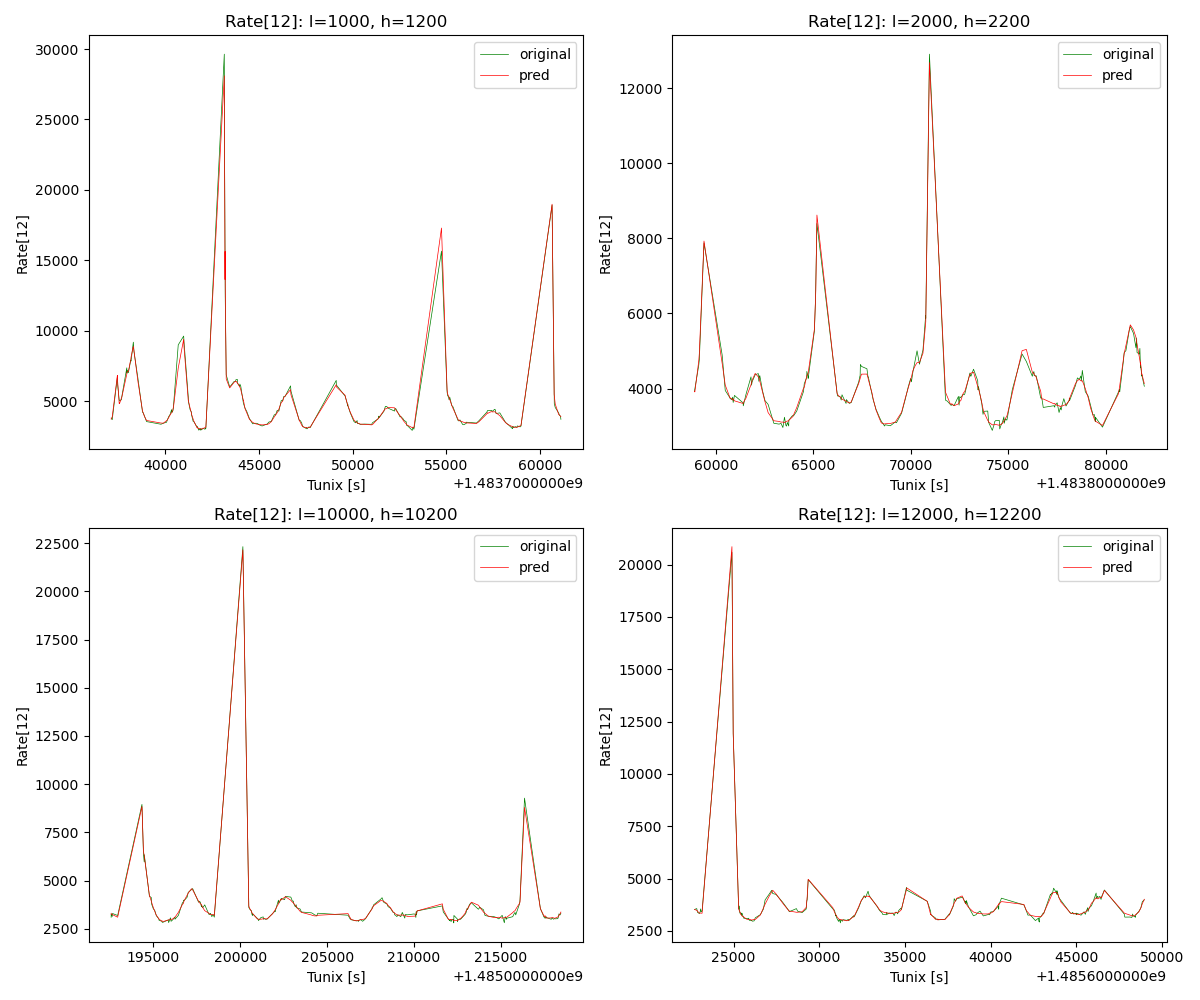 Rate[12]: l=1000, h=1200
30000
25000
20000
15000
10000
5000
Rate[12]
original
pred
40000 45000 50000 55000 60000
Tunix [s]
+1.4837000000e9
Rate[12]: l=2000, h=2200
12000
10000
8000
6000
4000
Rate[12]
original
pred
60000 65000 70000 75000 80000
Tunix [s]
+1.4838000000e9
Rate[12]: l=10000, h=10200
22500
20000
17500
15000
12500
10000
7500
5000
2500
Rate[12]
original
pred
195000 200000 205000 210000 215000
Tunix [s]
+1.4850000000e9
Rate[12]: l=12000, h=12200
20000
17500
15000
12500
10000
7500
5000
2500
Rate[12]
original
pred
25000 30000 35000 40000 45000 50000
Tunix [s]
+1.4856000000e9